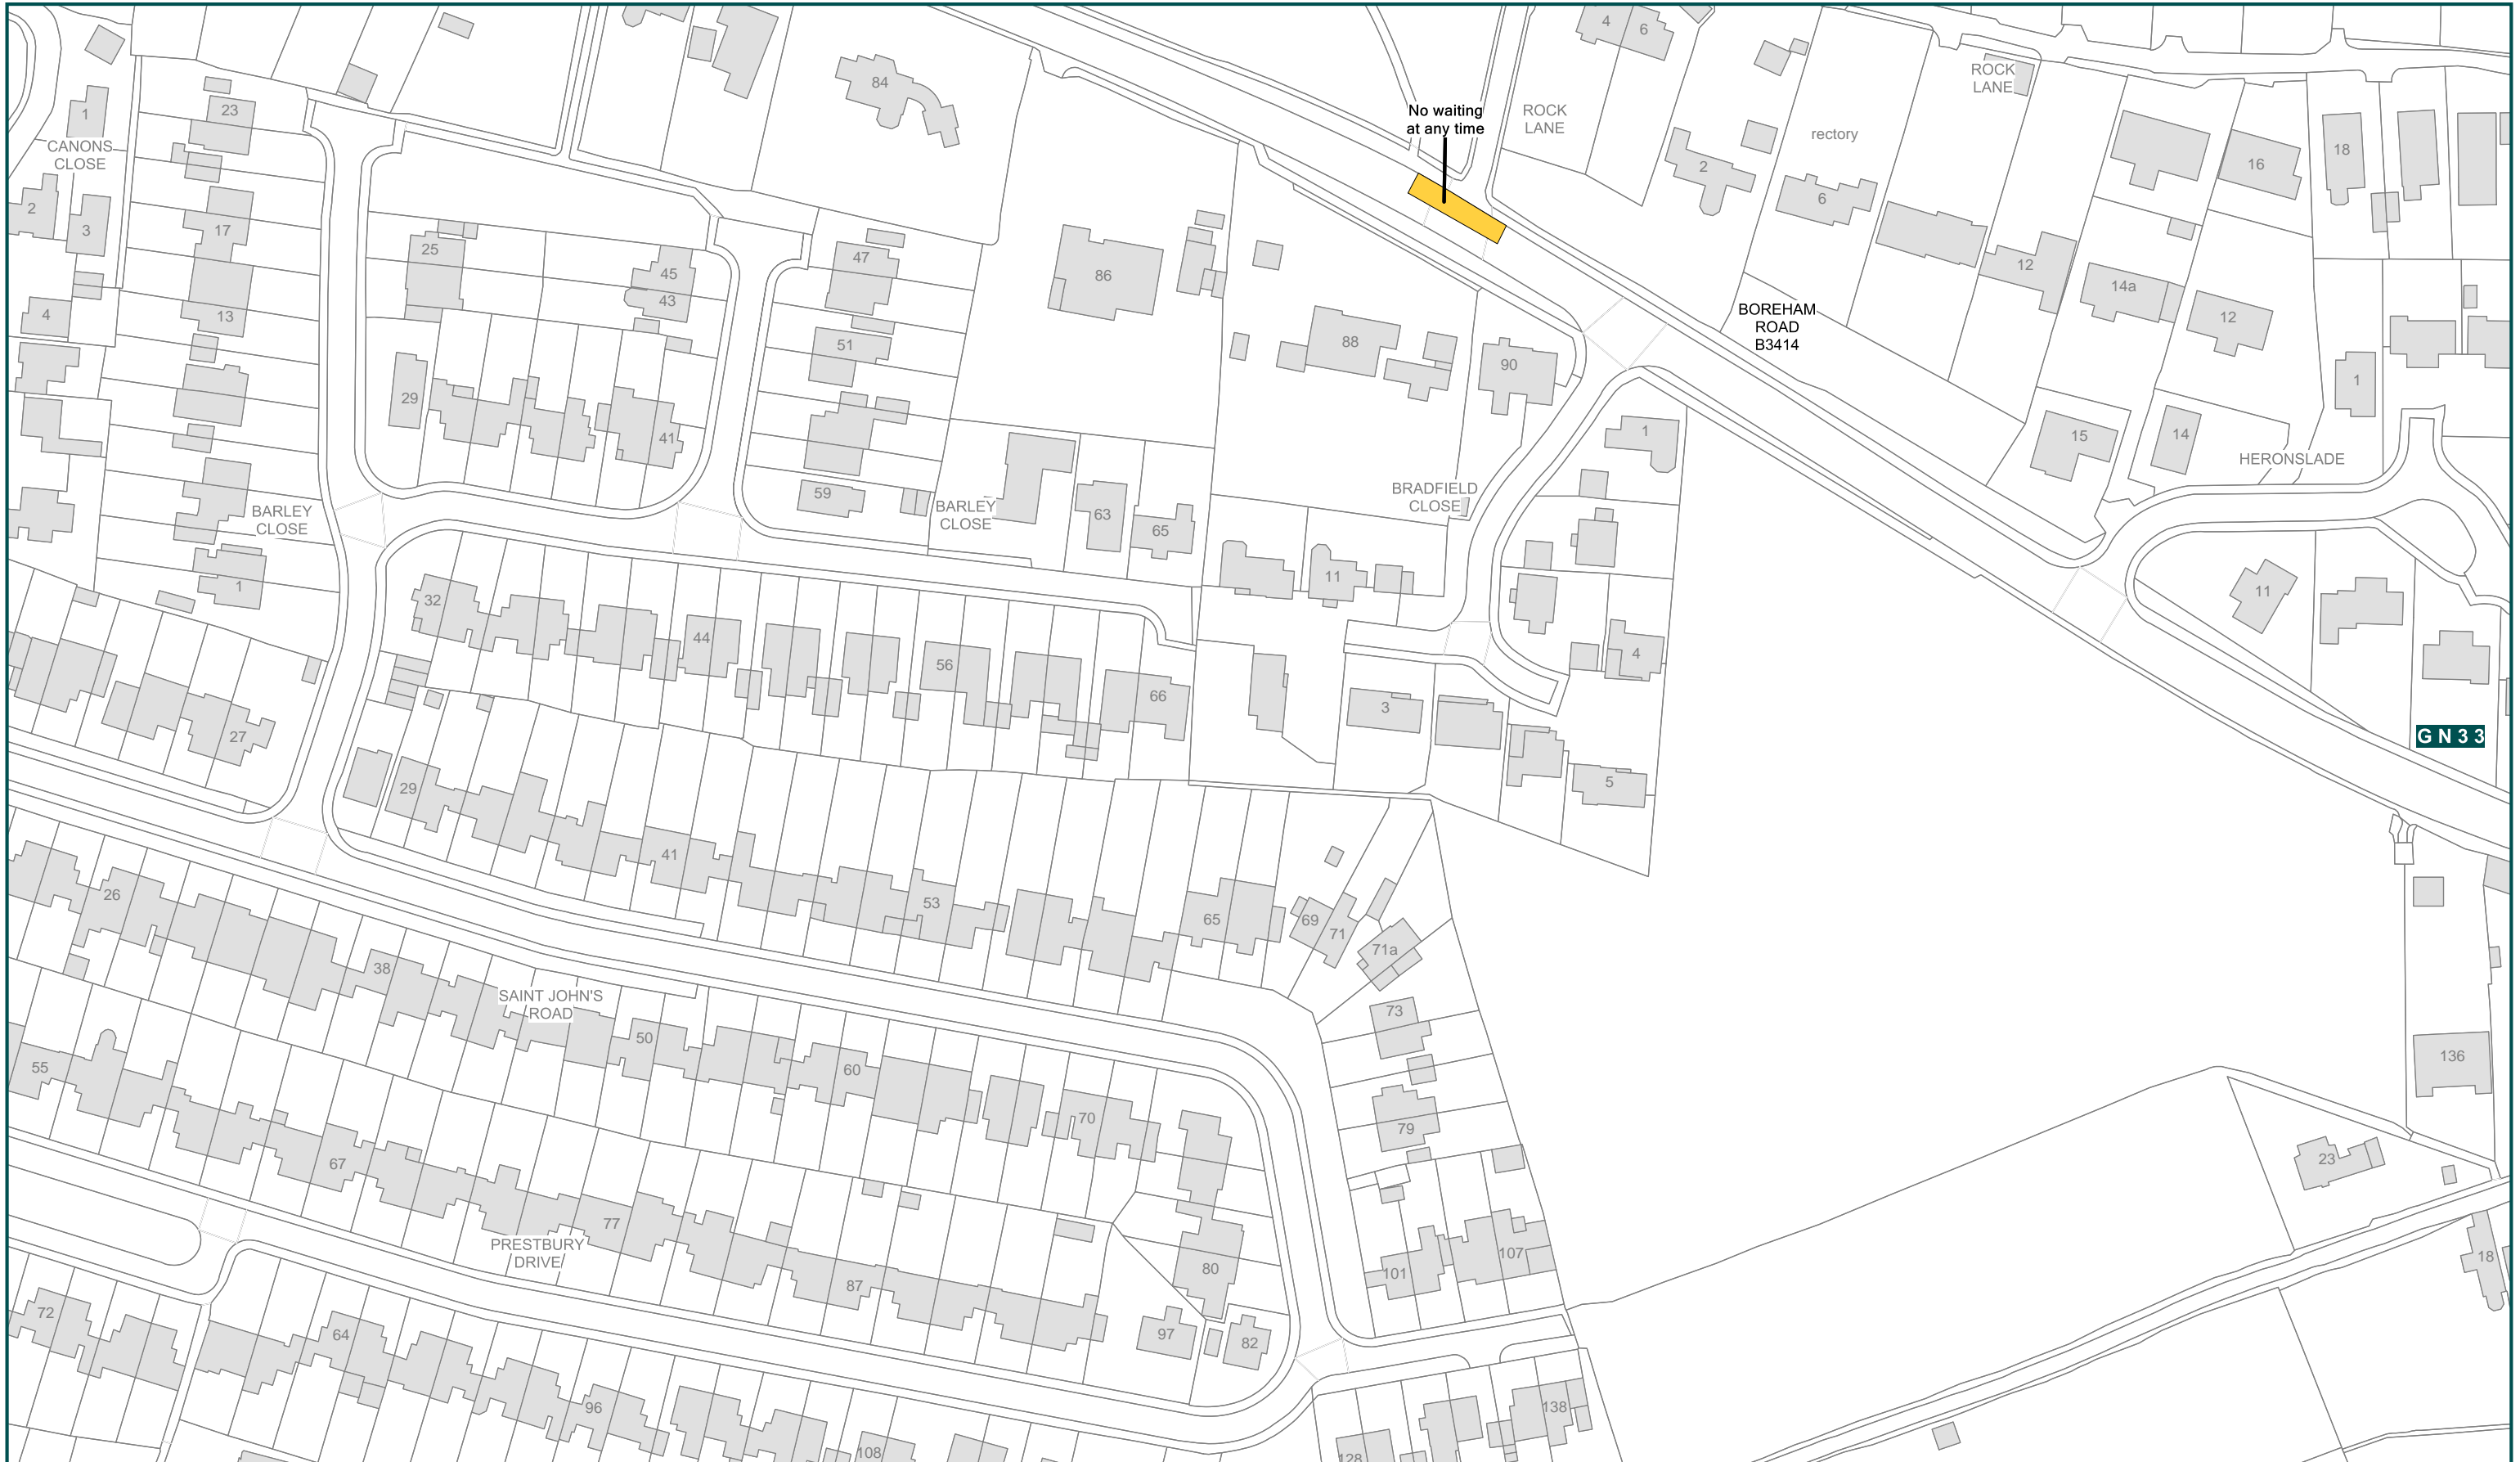 4
6
84
1
23
CANONS
CLOSE
No waiting
at any time
ROCK
LANE
ROCK
LANE
rectory
2
6
16
18
2
3
17
25
45
43
47
86
12
14a
12
4
13
51
88
90
BOREHAM
ROAD
B3414
1
29
41
1
15
14
HERONSLADE
59
BARLEY
CLOSE
BARLEY
CLOSE
63
65
BRADFIELD
CLOSE
1
32
11
11
44
56
66
4
3
27
29
5
GN33
41
26
53
65
69
71
71a
38
SAINT JOHN'S
ROAD
50
73
55
60
70
79
136
67
77
23
PRESTBURY
DRIVE
87
80
101
107
18
72
64
97
82
96
108
128
138